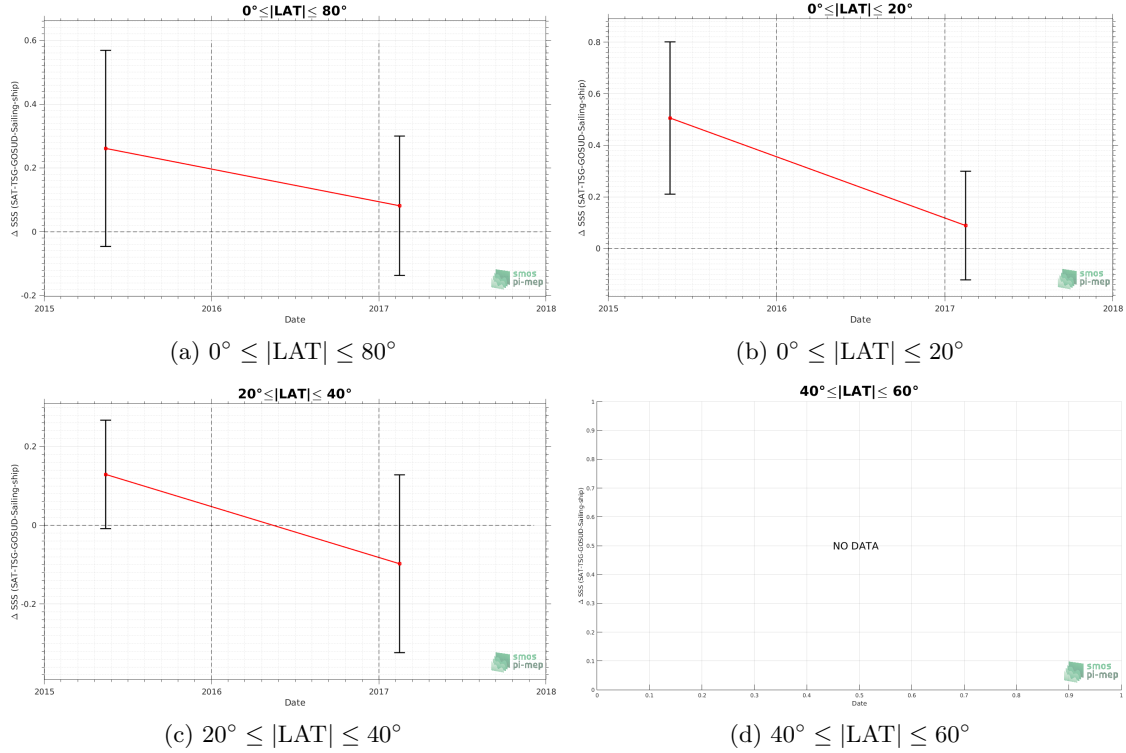 0°≤|LAT|≤ 80°
0.6
0.4
0.2
0
-0.2
Δ SSS (SAT-TSG-GOSUD-Sailing-ship)
2015
2016
2017
2018
Date
smos
pi-mep
(a) 0° ≤ |LAT| ≤ 80°
0°≤|LAT|≤ 20°
0.8
0.6
0.4
0.2
0
Δ SSS (SAT-TSG-GOSUD-Sailing-ship)
2015
2016
2017
2018
Date
smos
pi-mep
(b) 0° ≤ |LAT| ≤ 20°
20°≤|LAT|≤ 40°
0.2
0
-0.2
Δ SSS (SAT-TSG-GOSUD-Sailing-ship)
2015
2016
2017
2018
Date
smos
pi-mep
(c) 20° ≤ |LAT| ≤ 40°
40°≤|LAT|≤ 60°
1
0.9
0.8
0.7
0.6
0.5
0.4
0.3
0.2
0.1
0
Δ SSS (SAT-TSG-GOSUD-Sailing-ship)
NO DATA
0
0.1
0.2
0.3
0.4
0.5
0.6
0.7
0.8
0.9
1
Date
smos
pi-mep
(d) 40° ≤ |LAT| ≤ 60°